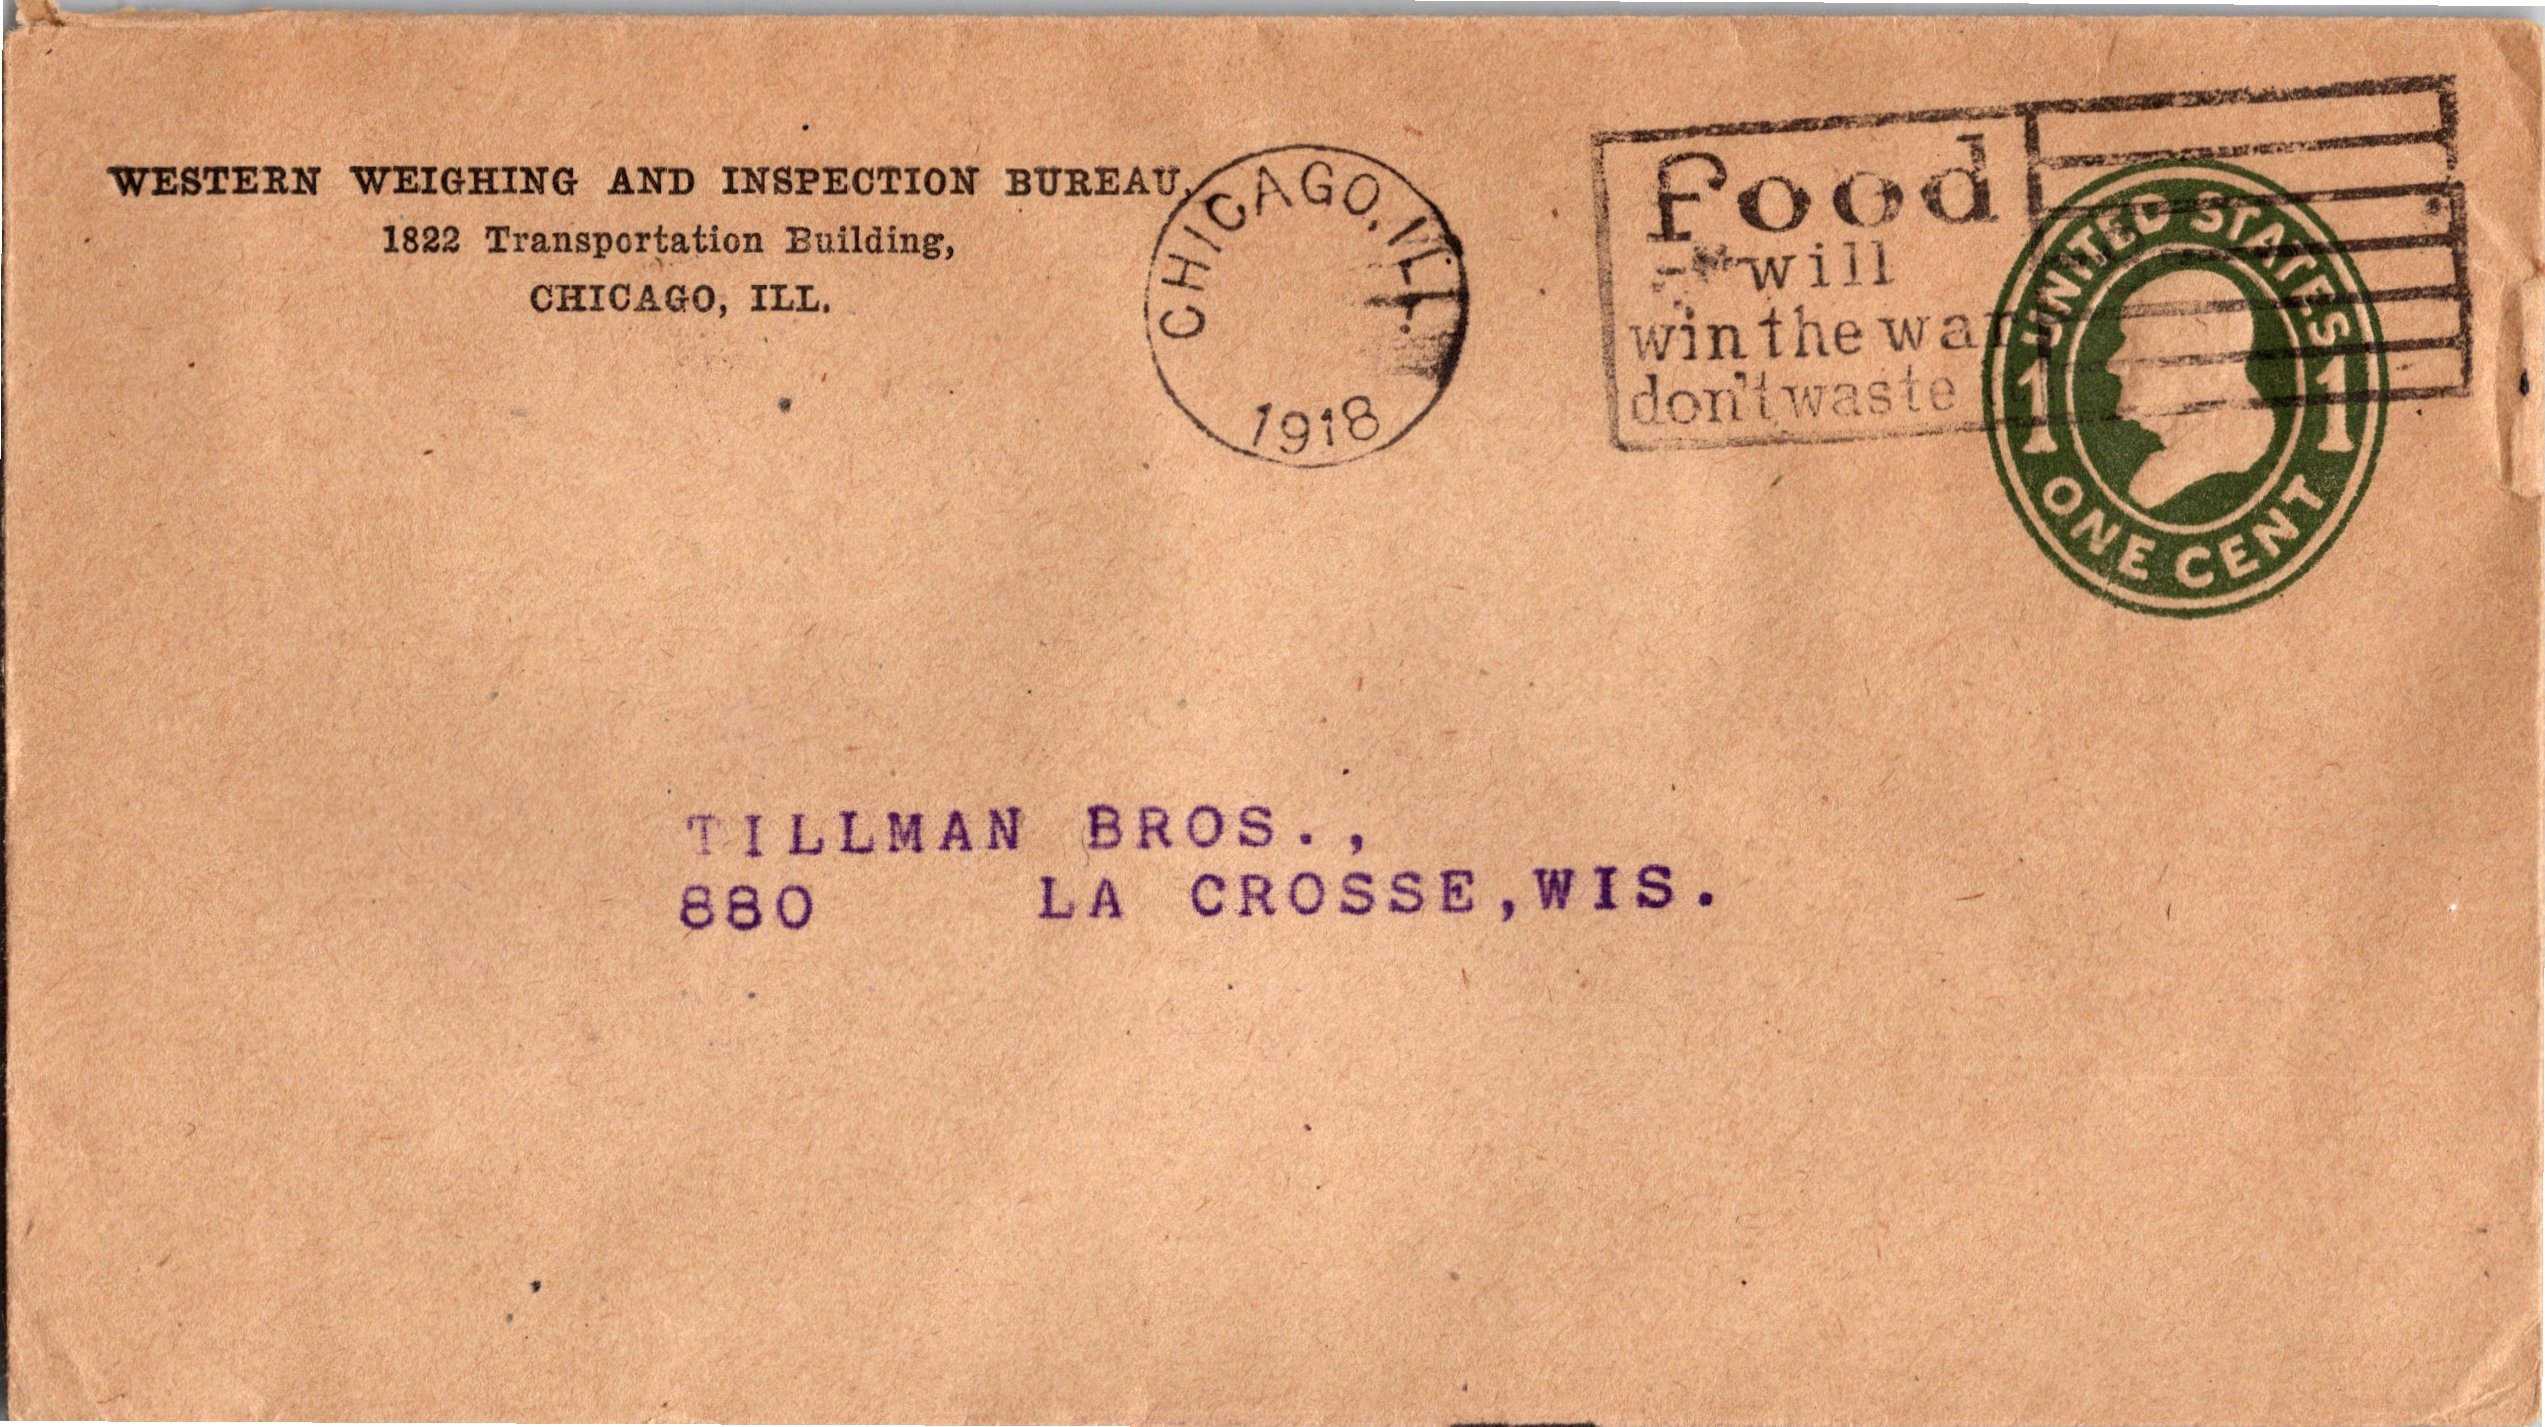 WESTERN WEIGHING AND INSPECTION BUREAU,
1822 Transportation Building,
CHICAGO, ILL.
CHICAGO, ILL.
1918
food
will
win the war
don't waste
UNITED STATES
1 1
ONE CENT
TILLMAN BROS.,
880 LA CROSSE,WIS.